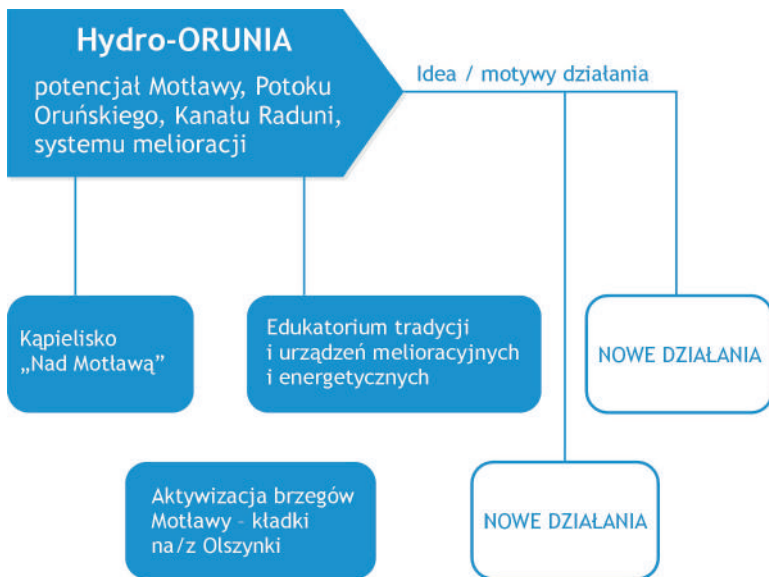 Hydro-ORUNIA
potencjał Motławy, Potoku
Oruńskiego, Kanału Raduni,
systemu melioracji
Idea / motywy działania
Kąpielisko
„Nad Motławą”
Edukatorium tradycji
i urządzeń melioracyjnych
i energetycznych
NOWE DZIAŁANIA
Aktywizacja brzegów
Motławy – kładki
na/z Olszynki
NOWE DZIAŁANIA